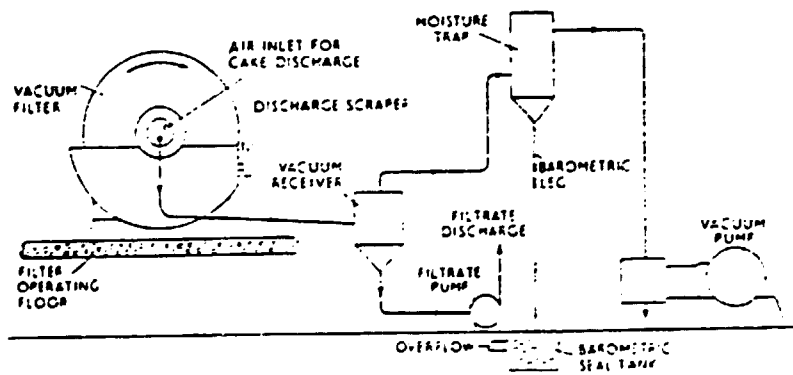 AIR INLET FOR
CAKE DISCHARGE
MOISTURE
TRAP
VACUUM
FILTER
DISCHARGE SCRAPER
VACUUM
RECEIVER
BAROMETRIC
LEG
FILTRATE
DISCHARGE
VACUUM
PUMP
FILTER
OPERATING
FLOOR
FILTRATE
PUMP
OVERFLOW
BAROMETRIC
SEAL TANK